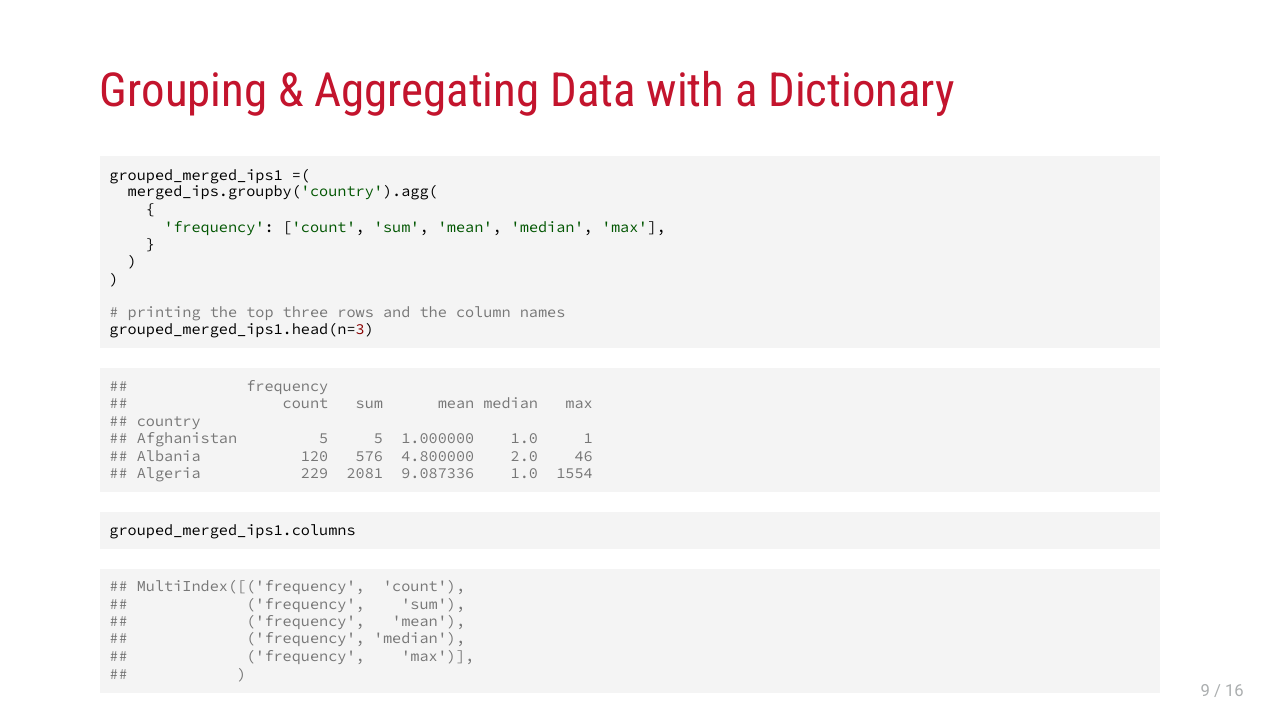 Grouping & Aggregating Data with a Dictionary
grouped_merged_ips1 =(
  merged_ips.groupby('country').agg(
    {
      'frequency': ['count', 'sum', 'mean', 'median', 'max'],
    }
  )
)

# printing the top three rows and the column names
grouped_merged_ips1.head(n=3)
##             frequency
##                 count   sum      mean median   max
## country
## Afghanistan         5     5  1.000000    1.0     1
## Albania           120   576  4.800000    2.0    46
## Algeria           229  2081  9.087336    1.0  1554
grouped_merged_ips1.columns
## MultiIndex([('frequency',  'count'),
##             ('frequency',    'sum'),
##             ('frequency',   'mean'),
##             ('frequency', 'median'),
##             ('frequency',    'max')],
##            )
9 / 16